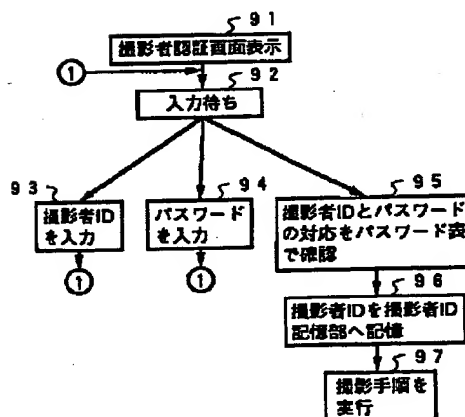 91
撮影者認証画面表示
①
92
入力待ち
93
撮影者ID
を入力
①
94
パスワード
を入力
①
95
撮影者IDとパスワード
の対応をパスワード表
で確認
96
撮影者IDを撮影者ID
記憶部へ記憶
97
撮影手順を
実行